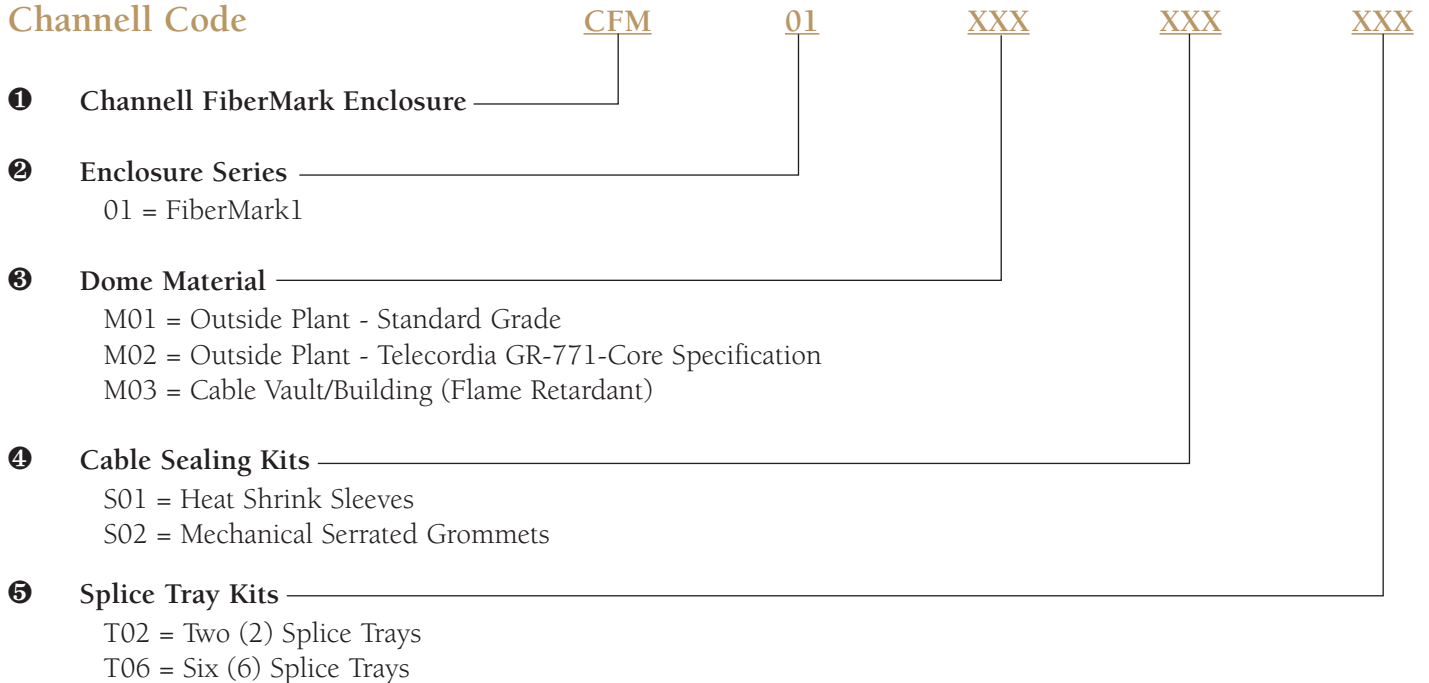 Channell Code CFM 01 XXX XXX XXX
❶ Channell FiberMark Enclosure
❷ Enclosure Series
01 = FiberMark1
❸ Dome Material
M01 = Outside Plant - Standard Grade
M02 = Outside Plant - Telecordia GR-771-Core Specification
M03 = Cable Vault/Building (Flame Retardant)
❹ Cable Sealing Kits
S01 = Heat Shrink Sleeves
S02 = Mechanical Serrated Grommets
❺ Splice Tray Kits
T02 = Two (2) Splice Trays
T06 = Six (6) Splice Trays